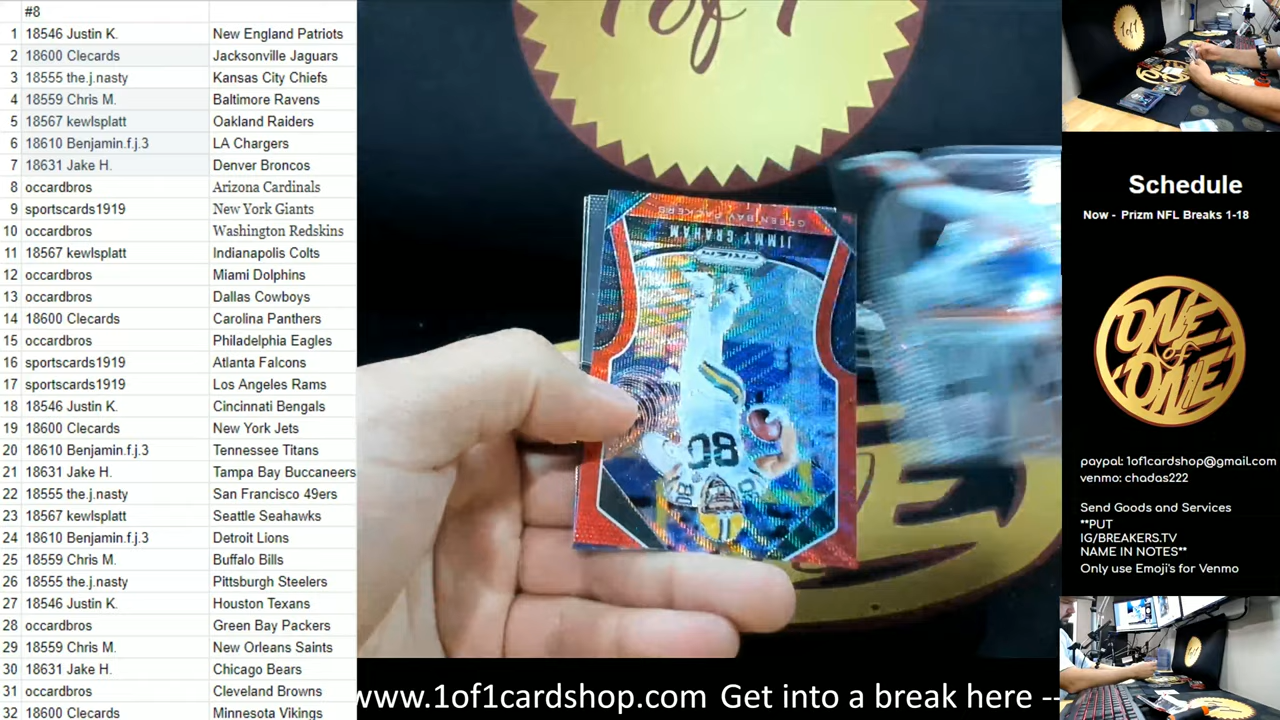 #8
1 18546 Justin K. New England Patriots
2 18600 Clecards Jacksonville Jaguars
3 18555 the.j.nasty Kansas City Chiefs
4 18559 Chris M. Baltimore Ravens
5 18567 kewlsplatt Oakland Raiders
6 18610 Benjamin.f.j.3 LA Chargers
7 18631 Jake H. Denver Broncos
8 occardbros Arizona Cardinals
9 sportscards1919 New York Giants
10 occardbros Washington Redskins
11 18567 kewlsplatt Indianapolis Colts
12 occardbros Miami Dolphins
13 occardbros Dallas Cowboys
14 18600 Clecards Carolina Panthers
15 occardbros Philadelphia Eagles
16 sportscards1919 Atlanta Falcons
17 sportscards1919 Los Angeles Rams
18 18546 Justin K. Cincinnati Bengals
19 18600 Clecards New York Jets
20 18610 Benjamin.f.j.3 Tennessee Titans
21 18631 Jake H. Tampa Bay Buccaneers
22 18555 the.j.nasty San Francisco 49ers
23 18567 kewlsplatt Seattle Seahawks
24 18610 Benjamin.f.j.3 Detroit Lions
25 18559 Chris M. Buffalo Bills
26 18555 the.j.nasty Pittsburgh Steelers
27 18546 Justin K. Houston Texans
28 occardbros Green Bay Packers
29 18559 Chris M. New Orleans Saints
30 18631 Jake H. Chicago Bears
31 occardbros Cleveland Browns
32 18600 Clecards Minnesota Vikings
1 of 1
GREEN BAY PACKERS
JIMMY GRAHAM
PRIZM
80
80
www.1of1cardshop.com Get into a break here --
1 of 1
Schedule
Now - Prizm NFL Breaks 1-18
ONE
of
ONE
paypal: 1of1cardshop@gmail.com
venmo: chadas222
Send Goods and Services
**PUT
IG/BREAKERS.TV
NAME IN NOTES**
Only use Emoji's for Venmo